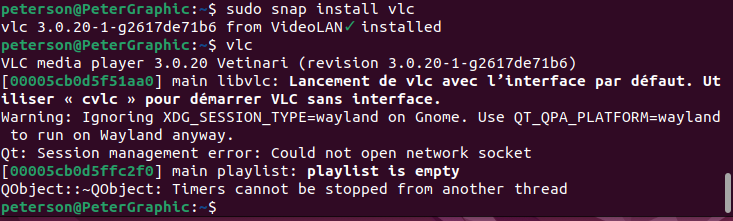 peterson@PeterGraphic:~$ sudo snap install vlc
vlc 3.0.20-1-g2617de71b6 from VideoLAN✓ installed
peterson@PeterGraphic:~$ vlc
VLC media player 3.0.20 Vetinari (revision 3.0.20-1-g2617de71b6)
[00005cb0d5f51aa0] main libvlc: Lancement de vlc avec l’interface par défaut. Ut
iliser « cvlc » pour démarrer VLC sans interface.
Warning: Ignoring XDG_SESSION_TYPE=wayland on Gnome. Use QT_QPA_PLATFORM=wayland
to run on Wayland anyway.
Qt: Session management error: Could not open network socket
[00005cb0d5ffc2f0] main playlist: playlist is empty
QObject::~QObject: Timers cannot be stopped from another thread
peterson@PeterGraphic:~$